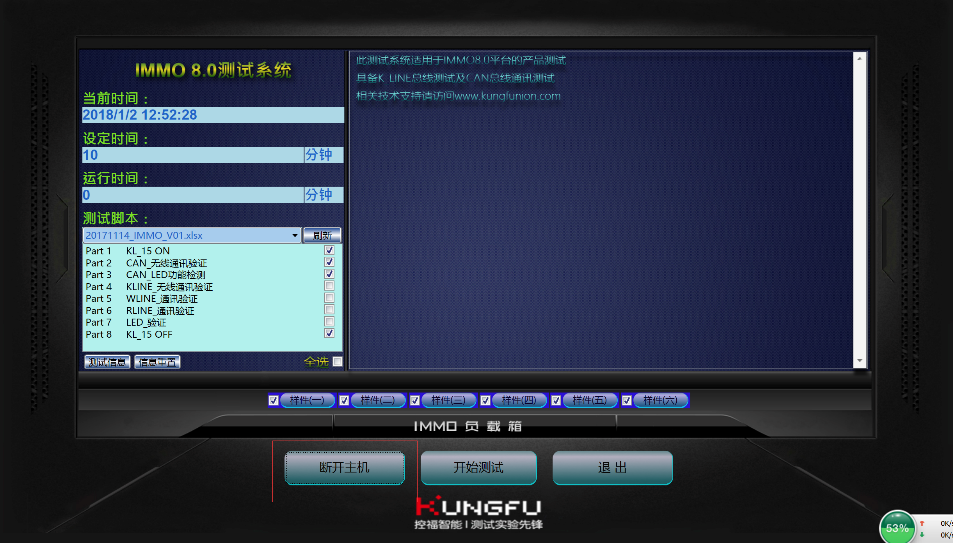 IMMO 8.0测试系统
当前时间：
2018/1/2 12:52:28
设定时间：
10 分钟
运行时间：
0 分钟
测试脚本：
20171114_IMMO_V01.xlsx 刷新
Part 1 KL_15 ON
Part 2 CAN_无线通讯验证
Part 3 CAN_LED功能检测
Part 4 KLINE_无线通讯验证
Part 5 WLINE_通讯验证
Part 6 RLINE_通讯验证
Part 7 LED_验证
Part 8 KL_15 OFF
测试信息
全选
此测试系统适用于IMMO8.0平台的产品测试
具备K_LINE总线测试及CAN总线通讯测试
相关技术支持请访问www.kungfunion.com
样件(一) 样件(二) 样件(三) 样件(四) 样件(五) 样件(六)
IMMO 负 载 箱
断开主机 开始测试 退 出
KUNGFU
控福智能 | 测试实验先锋
53%
0K/s
0K/s